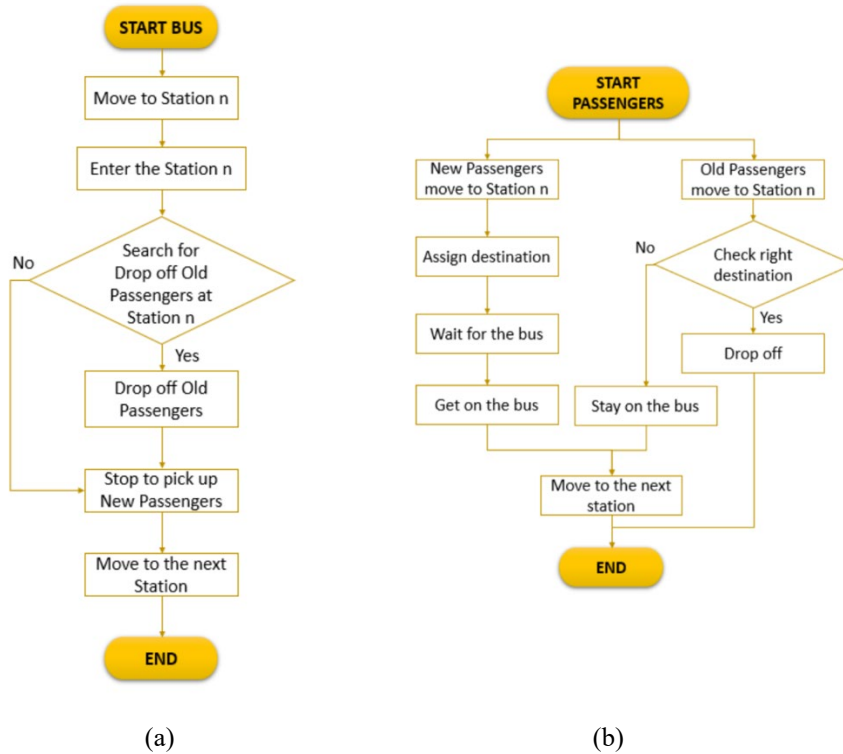 START BUS
Move to Station n
Enter the Station n
Search for
Drop off Old
Passengers at
Station n
No
Yes
Drop off Old
Passengers
Stop to pick up
New Passengers
Move to the next
Station
END
(a)
START
PASSENGERS
New Passengers
move to Station n
Assign destination
Wait for the bus
Get on the bus
Old Passengers
move to Station n
Check right
destination
No
Yes
Drop off
Stay on the bus
Move to the next
station
END
(b)